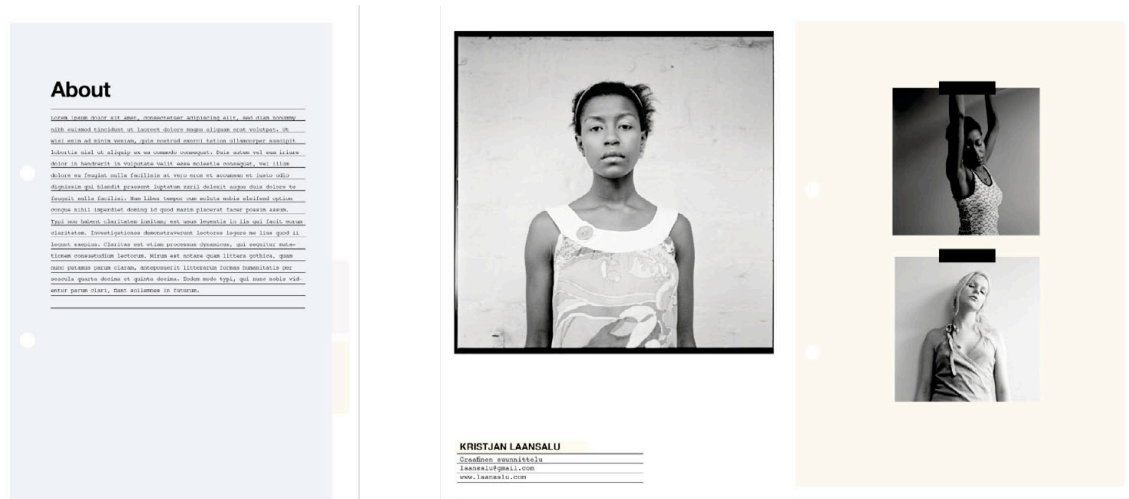 About
Lorem ipsum dolor sit amet, consectetuer adipiscing elit, sed diam nonummy
nibh euismod tincidunt ut laoreet dolore magna aliquam erat volutpat. Ut
wisi enim ad minim veniam, quis nostrud exerci tation ullamcorper suscipit
lobortis nisl ut aliquip ex ea commodo consequat. Duis autem vel eum iriure
dolor in hendrerit in vulputate velit esse molestie consequat, vel illum
dolore eu feugiat nulla facilisis at vero eros et accumsan et iusto odio
dignissim qui blandit praesent luptatum zzril delenit augue duis dolore te
feugait nulla facilisi. Nam liber tempor cum soluta nobis eleifend option
congue nihil imperdiet doming id quod mazim placerat facer possim assum.
Typi non habent claritatem insitam; est usus legentis in iis qui facit eorum
claritatem. Investigationes demonstraverunt lectores legere me lius quod ii
legunt saepius. Claritas est etiam processus dynamicus, qui sequitur muta-
tionem consuetudium lectorum. Mirum est notare quam littera gothica, quam
nunc putamus parum claram, anteposuerit litterarum formas humanitatis per
seacula quarta decima et quinta decima. Eodem modo typi, qui nunc nobis vid-
entur parum clari, fiant sollemnes in futurum.
KRISTJAN LAANSALU
Graafinen suunnittelu
laansalu@gmail.com
www.laansalu.com